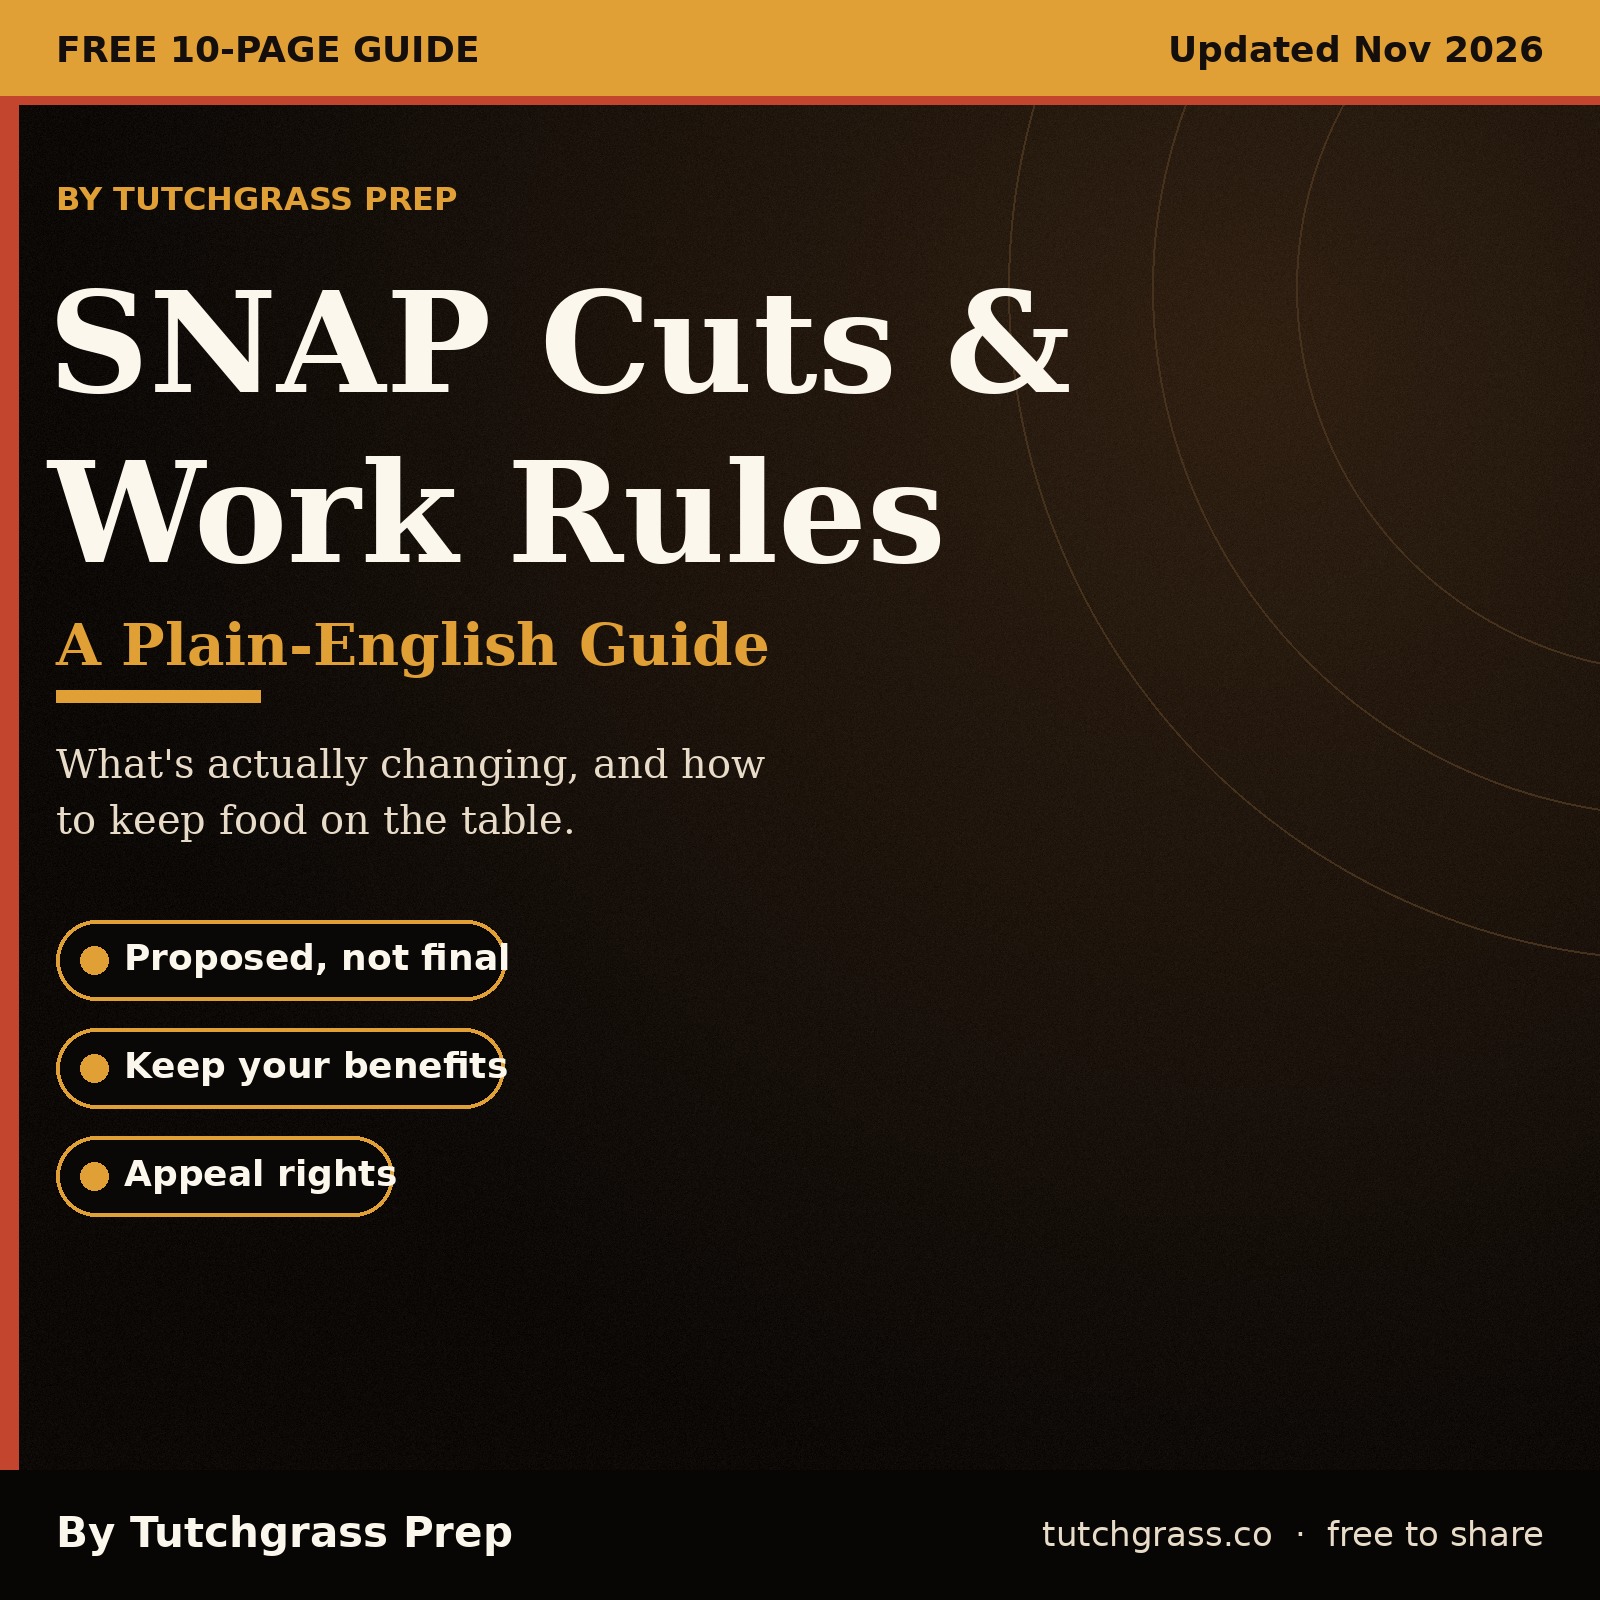 FREE 10-PAGE GUIDE
Updated Nov 2026
BY TUTCHGRASS PREP
SNAP Cuts &
Work Rules
A Plain-English Guide
What's actually changing, and how
to keep food on the table.
Proposed, not final
Keep your benefits
Appeal rights
By Tutchgrass Prep
tutchgrass.co · free to share